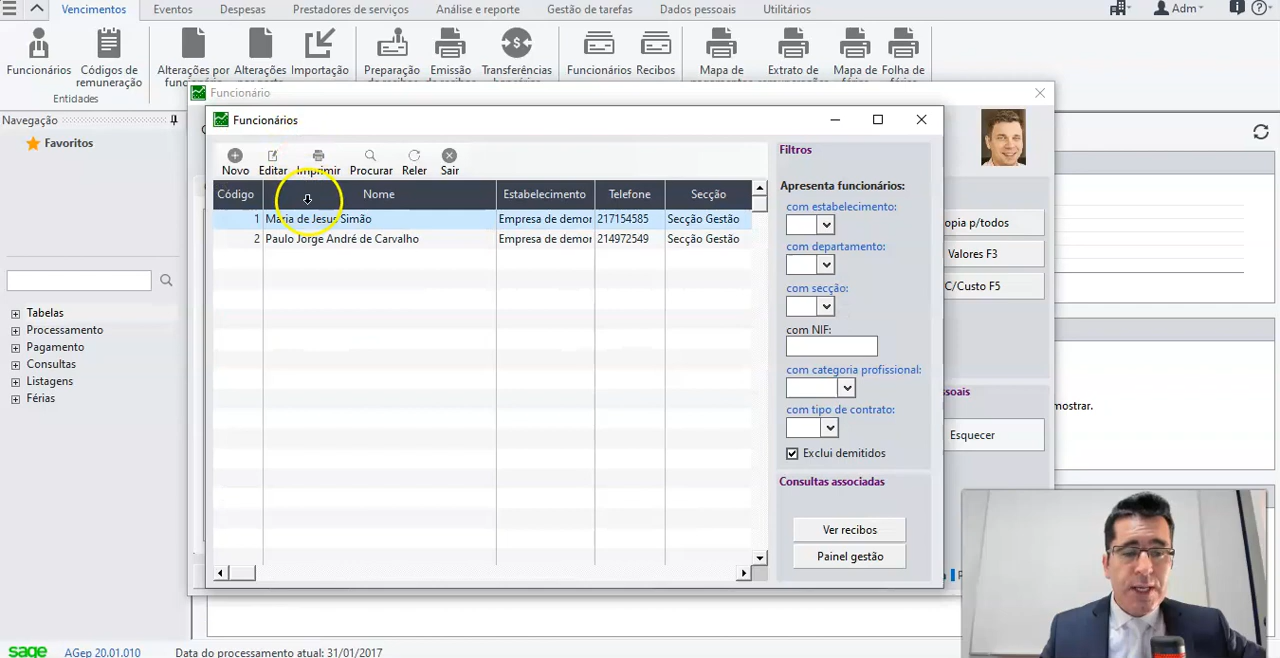 Vencimentos Eventos Despesas Prestadores de serviços Análise e reporte Gestão de tarefas Dados pessoais Utilitários Adm
Funcionários Códigos de remuneração Alterações por Alterações Importação Preparação Emissão Transferências Funcionários Recibos Mapa de Extrato de Mapa de Folha de
Entidades
Navegação
Favoritos
Tabelas
Processamento
Pagamento
Consultas
Listagens
Férias
Funcionário
Funcionários
Novo Editar Imprimir Procurar Reler Sair
Código Nome Estabelecimento Telefone Secção
1 Maria de Jesus Simão Empresa de demor 217154585 Secção Gestão
2 Paulo Jorge André de Carvalho Empresa de demor 214972549 Secção Gestão
Filtros
Apresenta funcionários:
com estabelecimento:
com departamento:
com secção:
com NIF:
com categoria profissional:
com tipo de contrato:
Exclui demitidos
Consultas associadas
Ver recibos
Painel gestão
opia p/todos
Valores F3
C/Custo F5
ssoais
Esquecer
mostrar.
sage AGep 20.01.010 Data do processamento atual: 31/01/2017